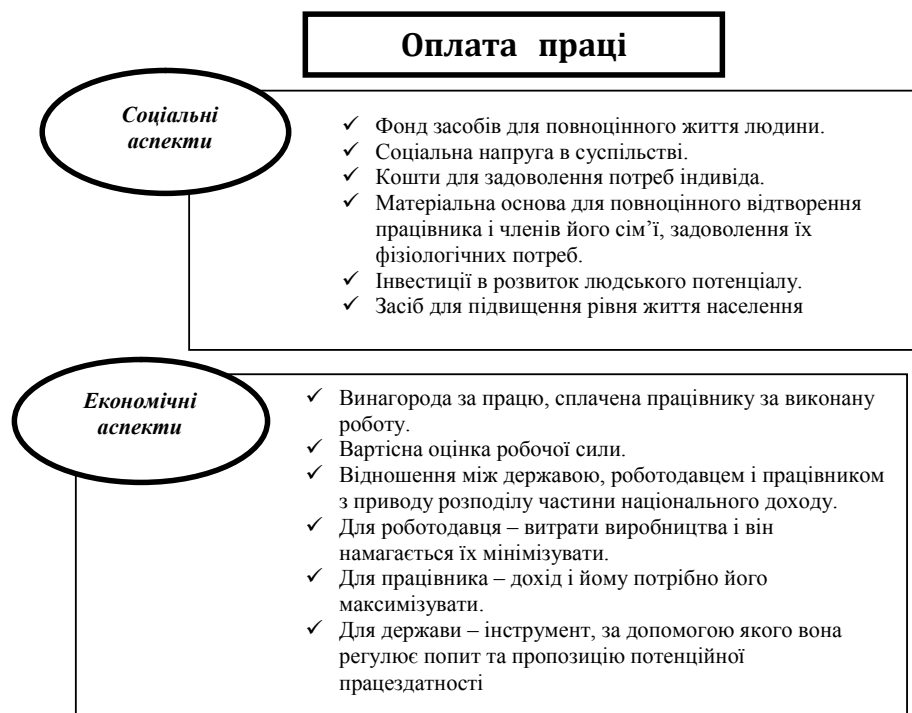 Оплата праці
Соціальні
аспекти
✓ Фонд засобів для повноцінного життя людини.
✓ Соціальна напруга в суспільстві.
✓ Кошти для задоволення потреб індивіда.
✓ Матеріальна основа для повноцінного відтворення
працівника і членів його сім’ї, задоволення їх
фізіологічних потреб.
✓ Інвестиції в розвиток людського потенціалу.
✓ Засіб для підвищення рівня життя населення
Економічні
аспекти
✓ Винагорода за працю, сплачена працівнику за виконану
роботу.
✓ Вартісна оцінка робочої сили.
✓ Відношення між державою, роботодавцем і працівником
з приводу розподілу частини національного доходу.
✓ Для роботодавця – витрати виробництва і він
намагається їх мінімізувати.
✓ Для працівника – дохід і йому потрібно його
максимізувати.
✓ Для держави – інструмент, за допомогою якого вона
регулює попит та пропозицію потенційної
працездатності